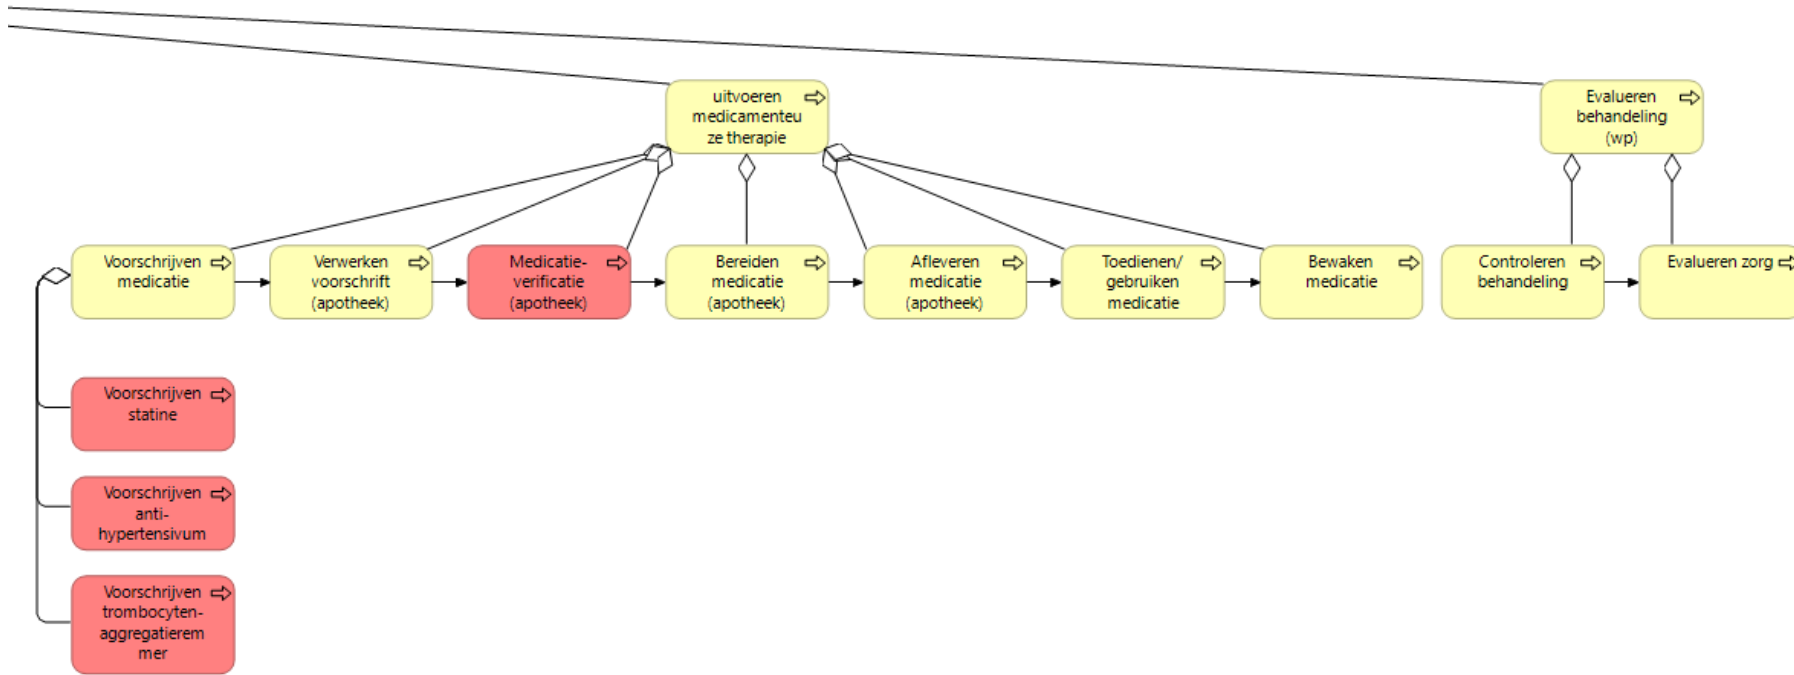 uitvoeren
medicamenteu
ze therapie
Evalueren
behandeling
(wp)
Voorschrijven
medicatie
Verwerken
voorschrift
(apotheek)
Medicatie-
verificatie
(apotheek)
Bereiden
medicatie
(apotheek)
Afleveren
medicatie
(apotheek)
Toedienen/
gebruiken
medicatie
Bewaken
medicatie
Controleren
behandeling
Evalueren zorg
Voorschrijven
statine
Voorschrijven
anti-
hypertensivum
Voorschrijven
trombocyten-
aggregatierem
mer